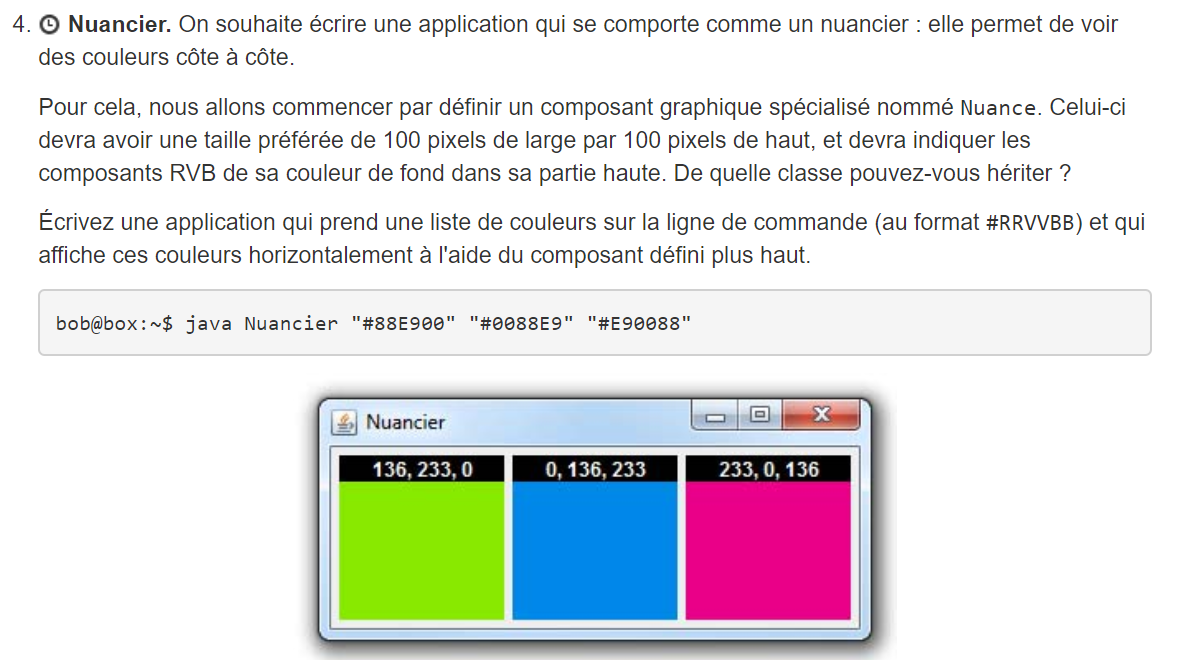 4. Nuancier. On souhaite écrire une application qui se comporte comme un nuancier : elle permet de voir
des couleurs côte à côte.
Pour cela, nous allons commencer par définir un composant graphique spécialisé nommé Nuance. Celui-ci
devra avoir une taille préférée de 100 pixels de large par 100 pixels de haut, et devra indiquer les
composants RVB de sa couleur de fond dans sa partie haute. De quelle classe pouvez-vous hériter ?
Écrivez une application qui prend une liste de couleurs sur la ligne de commande (au format #RRVVBB) et qui
affiche ces couleurs horizontalement à l'aide du composant défini plus haut.
bob@box:~$ java Nuancier "#88E900" "#0088E9" "#E90088"
Nuancier
136, 233, 0 0, 136, 233 233, 0, 136